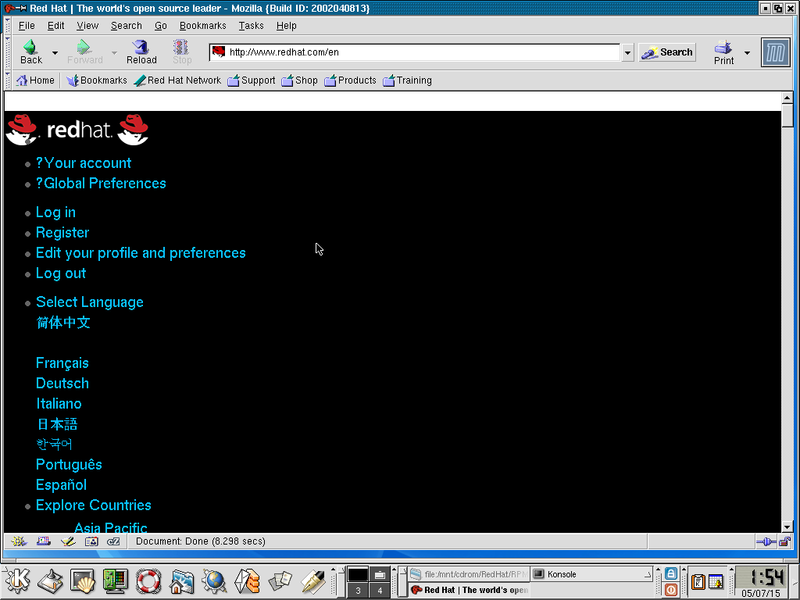 Red Hat | The world's open source leader - Mozilla {Build ID: 2002040813}
File Edit View Search Go Bookmarks Tasks Help
Back Forward Reload Stop http://www.redhat.com/en Search Print
Home Bookmarks Red Hat Network Support Shop Products Training
redhat.
?Your account
?Global Preferences
Log in
Register
Edit your profile and preferences
Log out
Select Language
简体中文
Français
Deutsch
Italiano
日本語
한국어
Português
Español
Explore Countries
Asia Pacific
Document: Done (8.298 secs)
file:/mnt/cdrom/RedHat/RP Konsole
3 4 Red Hat | The world's open
1:54
05/07/15